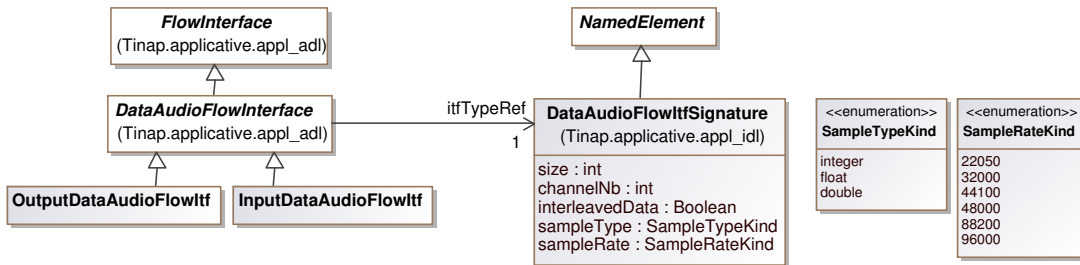 FlowInterface
(Tinap.applicative.appl_adl)
DataAudioFlowInterface
(Tinap.applicative.appl_adl)
OutputDataAudioFlowItf
InputDataAudioFlowItf
itfTypeRef
1
NamedElement
DataAudioFlowItfSignature
(Tinap.applicative.appl_idl)
size : int
channelNb : int
interleavedData : Boolean
sampleType : SampleTypeKind
sampleRate : SampleRateKind
<<enumeration>>
SampleTypeKind
integer
float
double
<<enumeration>>
SampleRateKind
22050
32000
44100
48000
88200
96000